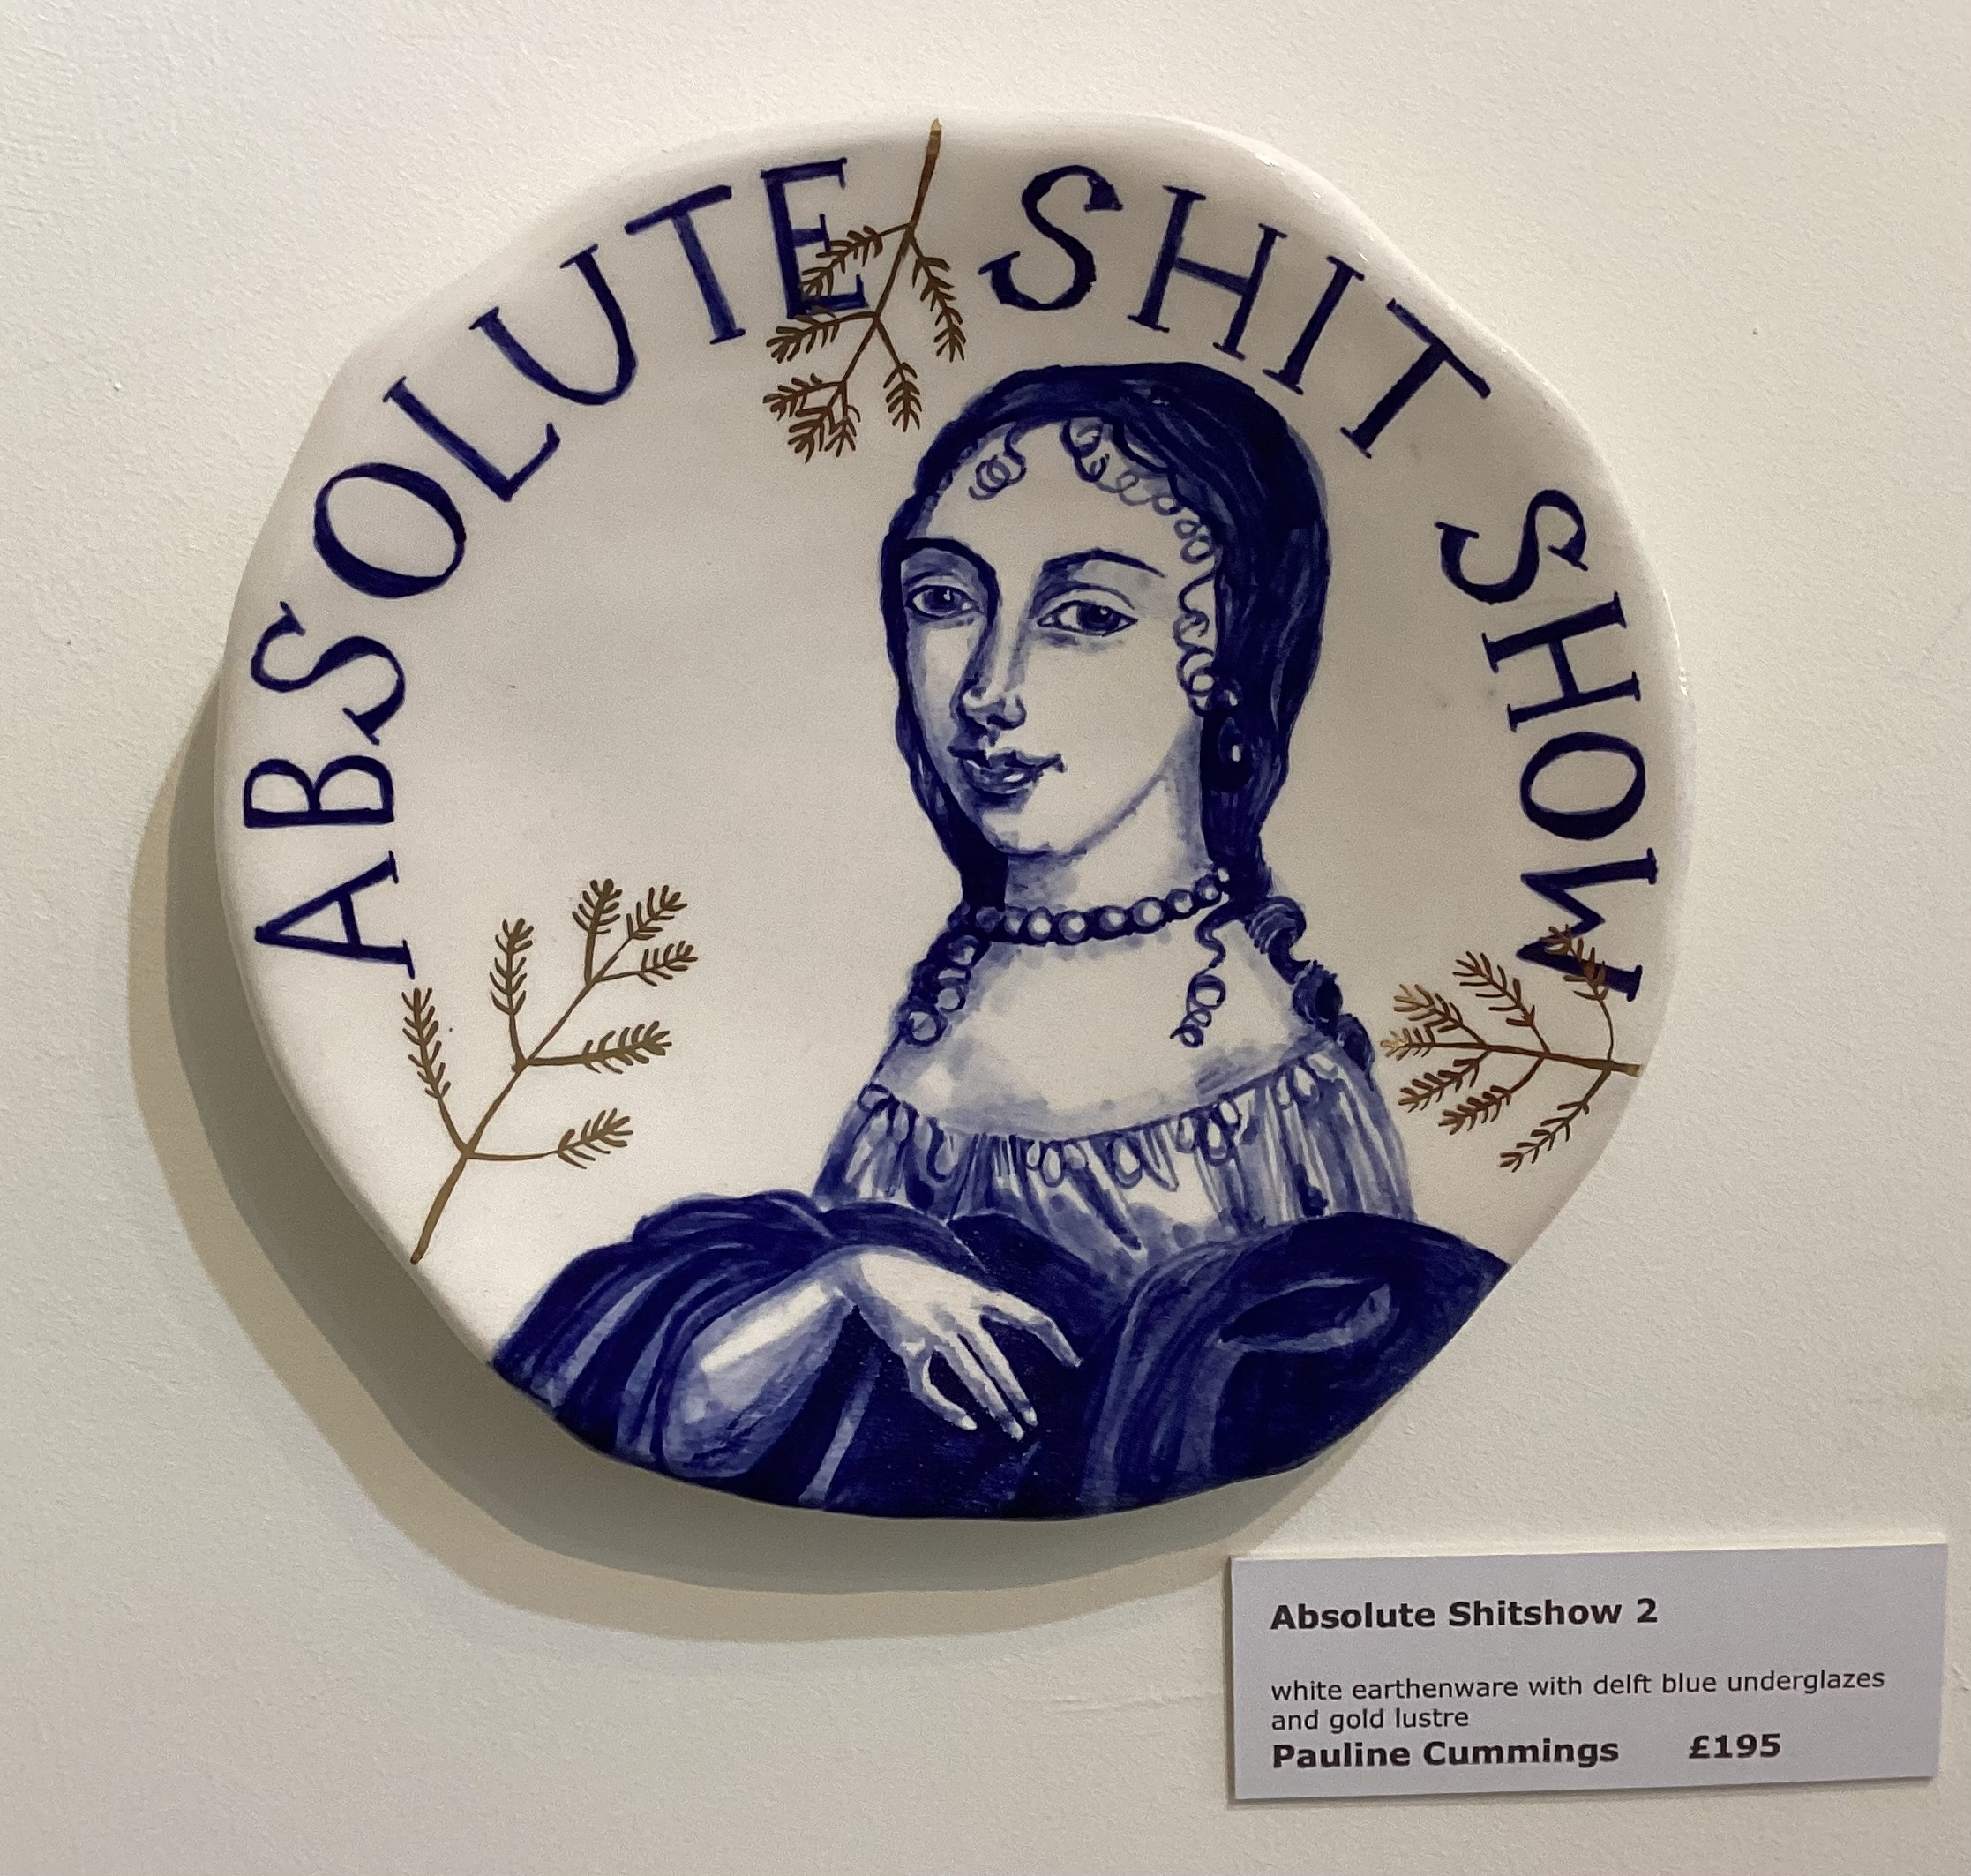 ABSOLUTE SHIT SHOW
Absolute Shitshow 2
white earthenware with delft blue underglazes
and gold lustre
Pauline Cummings £195